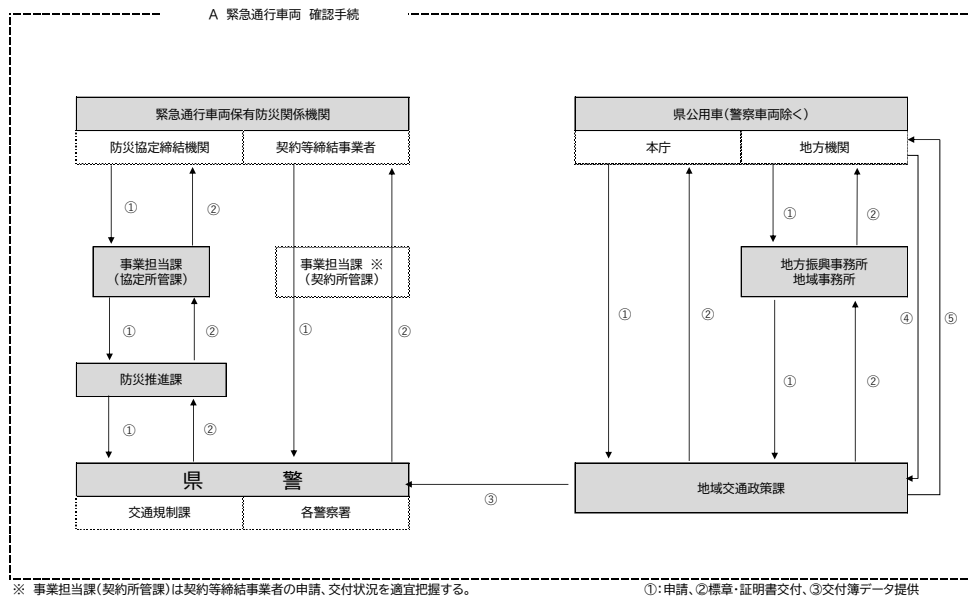 A 緊急通行車両 確認手続
緊急通行車両保有防災関係機関
防災協定締結機関
契約等締結事業者
①
②
事業担当課
(協定所管課)
事業担当課 ※
(契約所管課)
①
②
①
②
防災推進課
①
②
県 警
交通規制課
各警察署
③
県公用車(警察車両除く)
本庁
地方機関
①
②
地方振興事務所
地域事務所
①
②
④
⑤
①
②
地域交通政策課
※ 事業担当課(契約所管課)は契約等締結事業者の申請、交付状況を適宜把握する。
①:申請、②標章・証明書交付、③交付簿データ提供